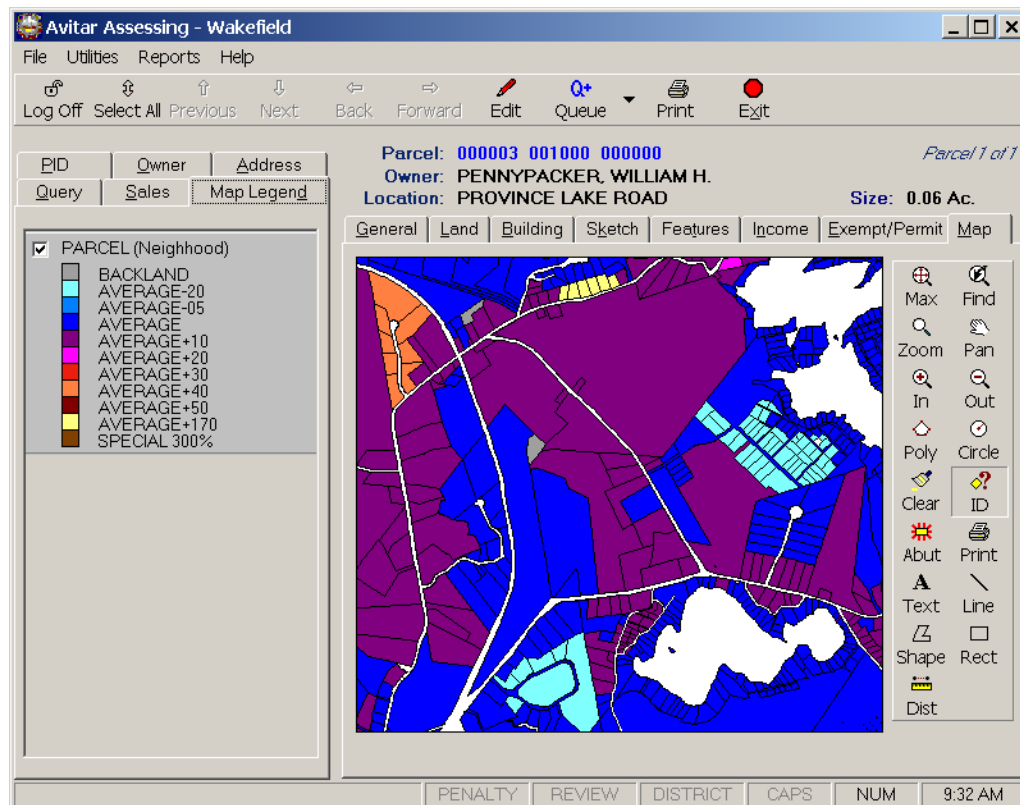 Avitar Assessing - Wakefield
File Utilities Reports Help
Log Off Select All Previous Next Back Forward Edit Q+ Queue Print Exit
PID Owner Address
Query Sales Map Legend
PARCEL (Neighhood)
BACKLAND
AVERAGE-20
AVERAGE-05
AVERAGE
AVERAGE+10
AVERAGE+20
AVERAGE+30
AVERAGE+40
AVERAGE+50
AVERAGE+170
SPECIAL 300%
Parcel: 000003 001000 000000 Parcel 1 of 1
Owner: PENNYPACKER, WILLIAM H.
Location: PROVINCE LAKE ROAD Size: 0.06 Ac.
General Land Building Sketch Features Income Exempt/Permit Map
Max Find
Zoom Pan
In Out
Poly Circle
Clear ID
Abut Print
A
Text Line
Shape Rect
Dist
PENALTY REVIEW DISTRICT CAPS NUM 9:32 AM